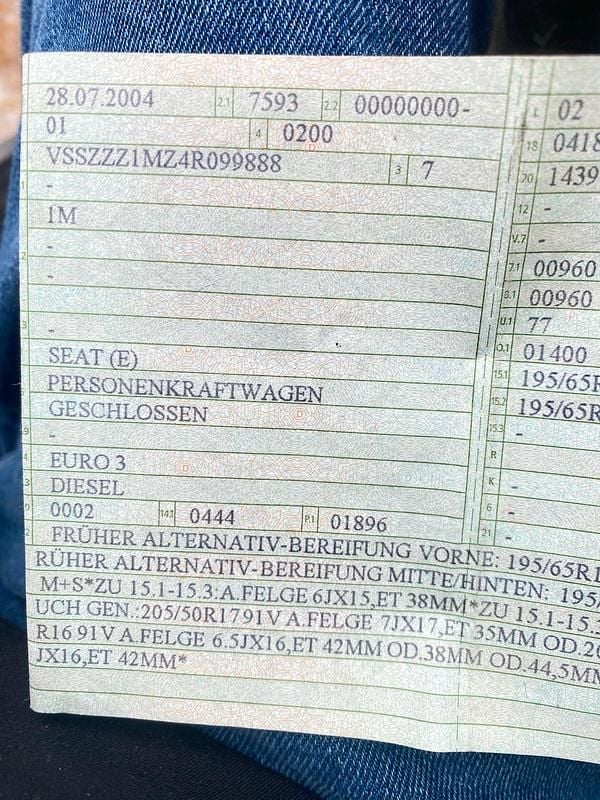 28.07.2004 2.1 7593 2.2 00000000- L 02
01 4 0200 18 0418
VSSZZZ1MZ4R099888 3 7 20 1439
- 12 -
1M V.7 -
- 7.1 00960
- 8.1 00960
U.1 77
- O.1 01400
SEAT (E) 15.1 195/65R
PERSONENKRAFTWAGEN 15.2 195/65R
GESCHLOSSEN 15.3 -
- R
EURO 3 K -
DIESEL 6 -
0002 14.1 0444 P.1 01896 21 -
FRÜHER ALTERNATIV-BEREIFUNG VORNE: 195/65R1
RÜHER ALTERNATIV-BEREIFUNG MITTE/HINTEN: 195/
M+S*ZU 15.1-15.3:A.FELGE 6JX15,ET 38MM*ZU 15.1-15.3
UCH GEN.:205/50R1791V A.FELGE 7JX17,ET 35MM OD.20
R16 91V A.FELGE 6.5JX16,ET 42MM OD.38MM OD.44,5MM
JX16,ET 42MM*